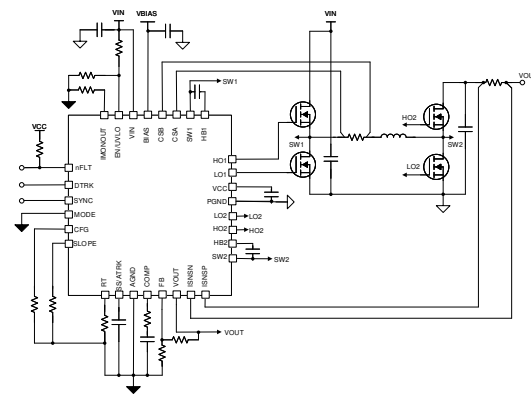 VIN
VBIAS
VIN
VOU
SW1
VCC
IMONOUT
EN/UVLO
VIN
BIAS
CSB
CSA
SW1
HB1
HO2
SW1
SW2
LO2
nFLT
DTRK
SYNC
MODE
CFG
SLOPE
HO1
LO1
VCC
PGND
LO2
LO2
HO2
HO2
HB2
SW2
SW2
RT
SS/ATRK
AGND
COMP
FB
VOUT
ISNSN
ISNSP
VOUT